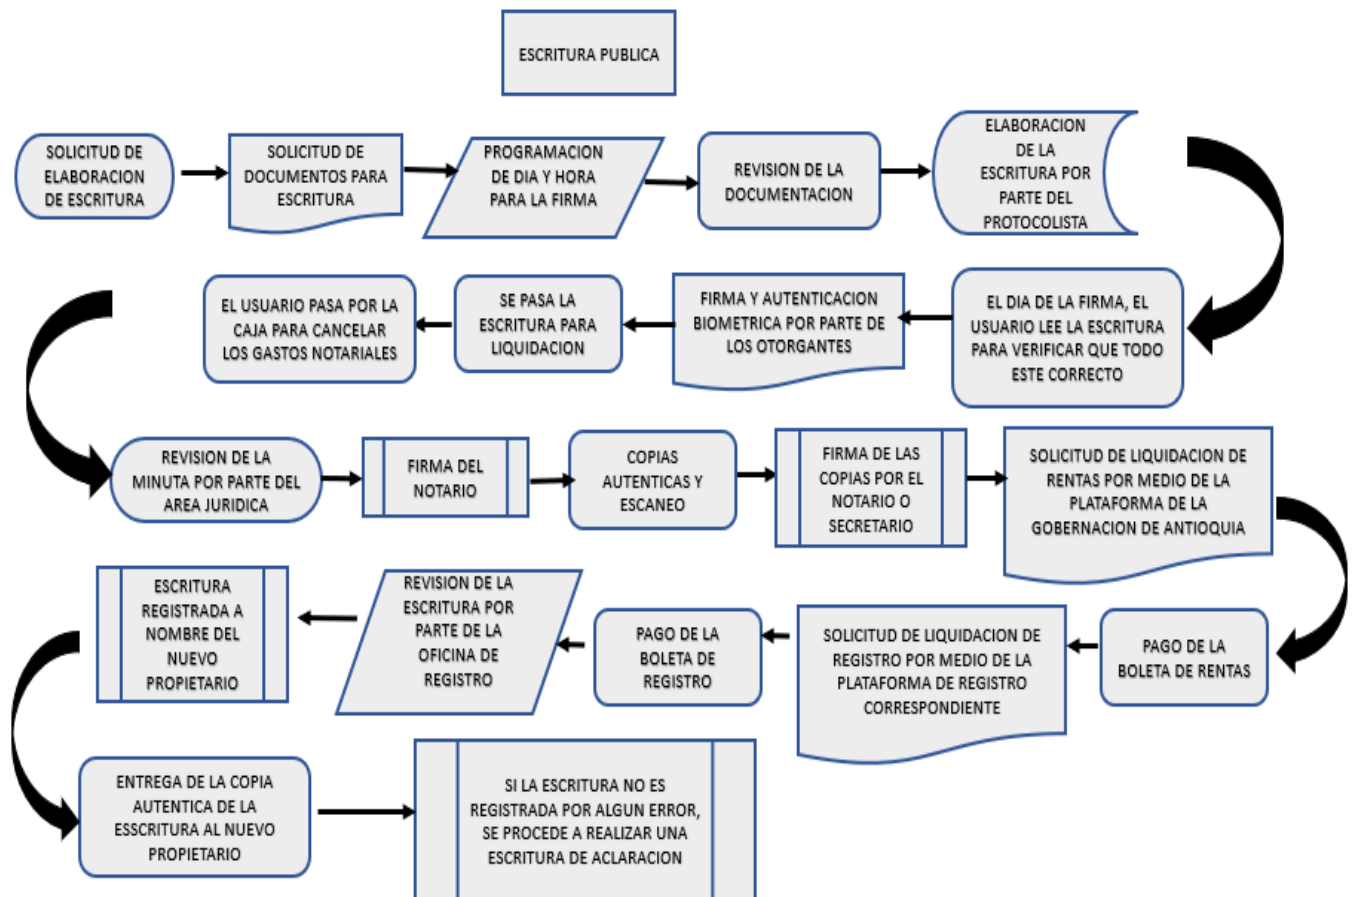 ESCRITURA PUBLICA
SOLICITUD DE
ELABORACION
DE ESCRITURA
SOLICITUD DE
DOCUMENTOS PARA
ESCRITURA
PROGRAMACION
DE DIA Y HORA
PARA LA FIRMA
REVISION DE LA
DOCUMENTACION
ELABORACION
DE LA
ESCRITURA POR
PARTE DEL
PROTOCOLISTA
EL DIA DE LA FIRMA, EL
USUARIO LEE LA ESCRITURA
PARA VERIFICAR QUE TODO
ESTE CORRECTO
FIRMA Y AUTENTICACION
BIOMETRICA POR PARTE DE
LOS OTORGANTES
SE PASA LA
ESCRITURA PARA
LIQUIDACION
EL USUARIO PASA POR LA
CAJA PARA CANCELAR
LOS GASTOS NOTARIALES
REVISION DE LA
MINUTA POR PARTE DEL
AREA JURIDICA
FIRMA DEL
NOTARIO
COPIAS
AUTENTICAS Y
ESCANEO
FIRMA DE LAS
COPIAS POR EL
NOTARIO O
SECRETARIO
SOLICITUD DE LIQUIDACION DE
RENTAS POR MEDIO DE LA
PLATAFORMA DE LA
GOBERNACION DE ANTIOQUIA
PAGO DE LA
BOLETA DE RENTAS
SOLICITUD DE LIQUIDACION DE
REGISTRO POR MEDIO DE LA
PLATAFORMA DE REGISTRO
CORRESPONDIENTE
PAGO DE LA
BOLETA DE
REGISTRO
REVISION DE LA
ESCRITURA POR
PARTE DE LA
OFICINA DE
REGISTRO
ESCRITURA
REGISTRADA A
NOMBRE DEL
NUEVO
PROPIETARIO
ENTREGA DE LA COPIA
AUTENTICA DE LA
ESSCRITURA AL NUEVO
PROPIETARIO
SI LA ESCRITURA NO ES
REGISTRADA POR ALGUN ERROR,
SE PROCEDE A REALIZAR UNA
ESCRITURA DE ACLARACION